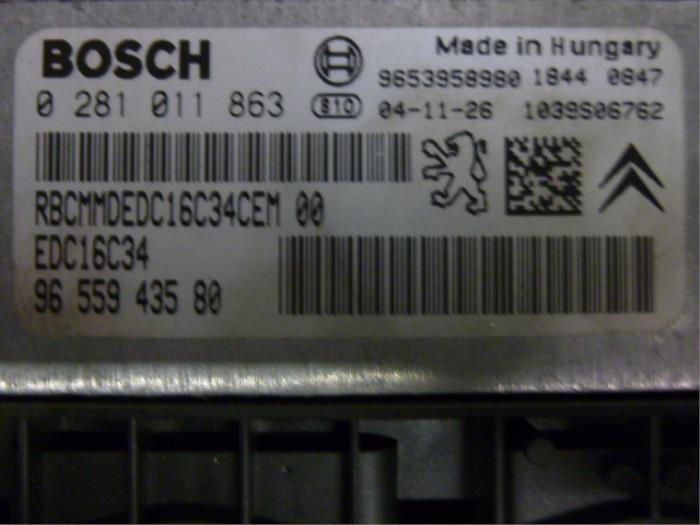 BOSCH
Made in Hungary
9653958980 1844 0847
0 281 011 863 S10 04-11-26 1039S06762
RBCMMDEDC16C34CEM 00
EDC16C34
96 559 435 80